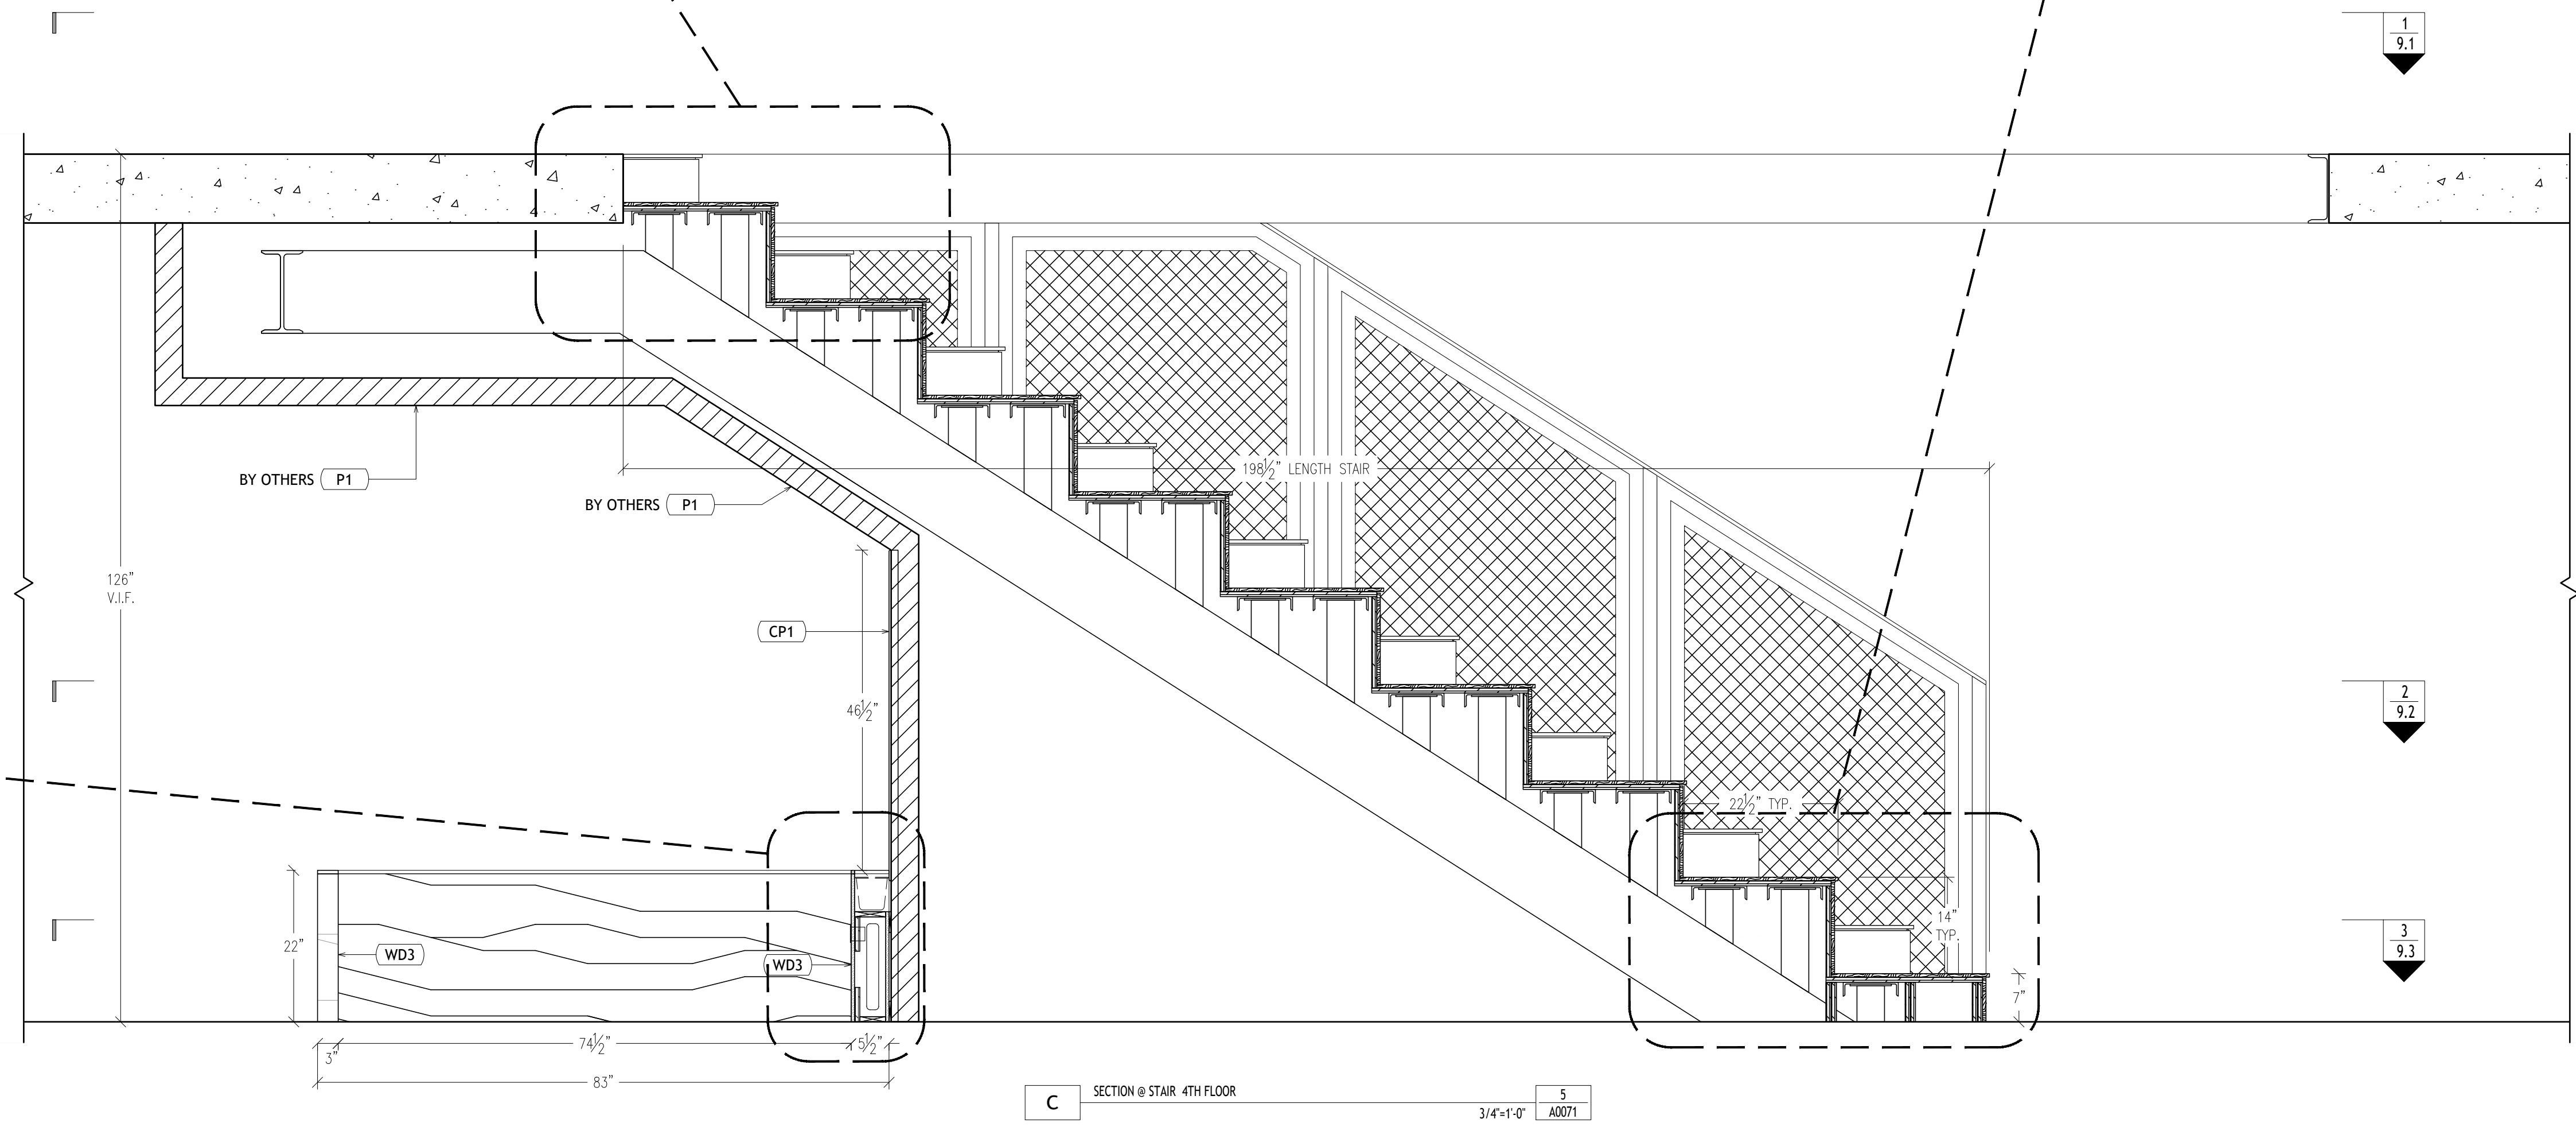 1
9.1
BY OTHERS P1
BY OTHERS P1
198½" LENGTH STAIR
126"
V.I.F.
CP1
46½"
2
9.2
22½" TYP.
14"
TYP.
22"
WD3
WD3
3
9.3
7"
3"
74½"
5½"
83"
C
SECTION @ STAIR 4TH FLOOR
3/4"=1'-0"
5
A0071